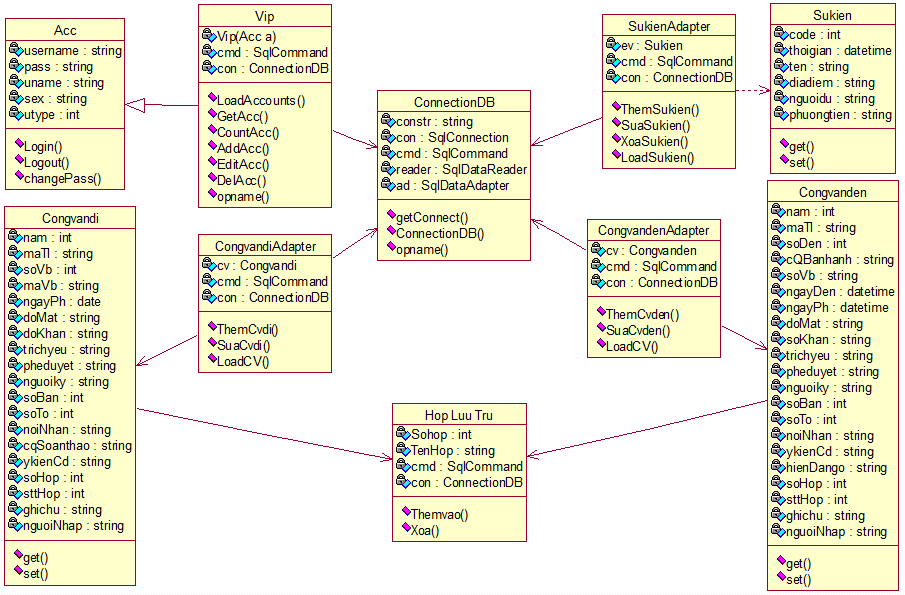 Acc
username : string
pass : string
uname : string
sex : string
utype : int
Login()
Logout()
changePass()
Vip
Vip(Acc a)
cmd : SqlCommand
con : ConnectionDB
LoadAccounts()
GetAcc()
CountAcc()
AddAcc()
EditAcc()
DelAcc()
opname()
ConnectionDB
constr : string
con : SqlConnection
cmd : SqlCommand
reader : SqlDataReader
ad : SqlDataAdapter
getConnect()
ConnectionDB()
opname()
SukienAdapter
ev : Sukien
cmd : SqlCommand
con : ConnectionDB
ThemSukien()
SuaSukien()
XoaSukien()
LoadSukien()
Sukien
code : int
thoigian : datetime
ten : string
diadiem : string
nguoidu : string
phuongtien : string
get()
set()
Congvandi
nam : int
maTl : string
soVb : int
maVb : string
ngayPh : date
doMat : string
doKhan : string
trichyeu : string
pheduyet : string
nguoiky : string
soBan : int
soTo : int
noiNhan : string
cqSoanthao : string
ykienCd : string
soHop : int
sttHop : int
ghichu : string
nguoiNhap : string
get()
set()
CongvandiAdapter
cv : Congvandi
cmd : SqlCommand
con : ConnectionDB
ThemCvdi()
SuaCvdi()
LoadCV()
CongvandenAdapter
cv : Congvanden
cmd : SqlCommand
con : ConnectionDB
ThemCvden()
SuaCvden()
LoadCV()
Congvanden
nam : int
maTl : string
soDen : int
cQBanhanh : string
soVb : string
ngayDen : datetime
ngayPh : datetime
doMat : string
soKhan : string
trichyeu : string
pheduyet : string
nguoiky : string
soBan : int
soTo : int
noiNhan : string
ykienCd : string
hienDango : string
soHop : int
sttHop : int
ghichu : string
nguoiNhap : string
get()
set()
Hop Luu Tru
Sohop : int
TenHop : string
cmd : SqlCommand
con : ConnectionDB
Themvao()
Xoa()